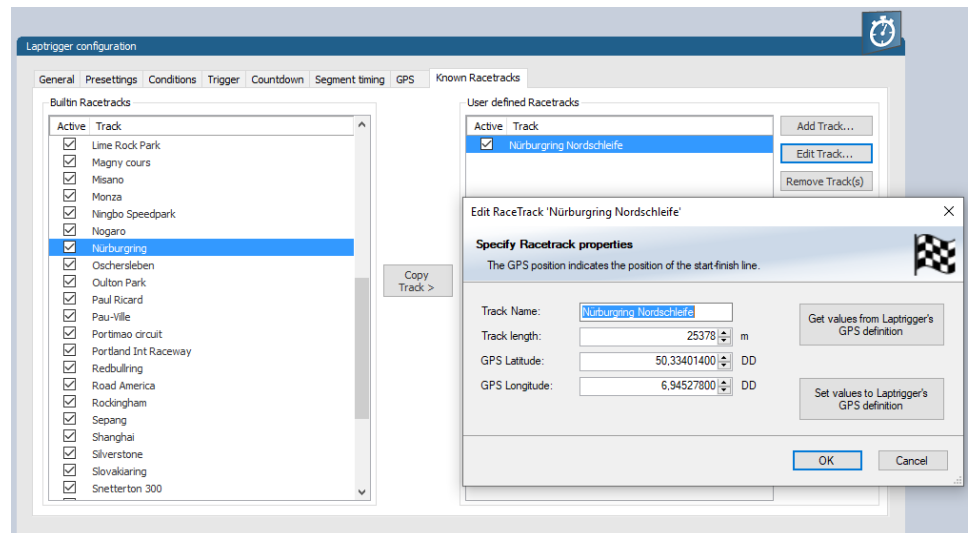 Laptrigger configuration
General Presettings Conditions Trigger Countdown Segment timing GPS Known Racetracks
Builtin Racetracks
Active Track
Lime Rock Park
Magny cours
Misano
Monza
Ningbo Speedpark
Nogaro
Nürburgring
Oschersleben
Oulton Park
Paul Ricard
Pau-Ville
Portimao circuit
Portland Int Raceway
Redbullring
Road America
Rockingham
Sepang
Shanghai
Silverstone
Slovakiaring
Snetterton 300
Copy
Track >
User defined Racetracks
Active Track
Nürburgring Nordschleife
Add Track...
Edit Track...
Remove Track(s)
Edit RaceTrack 'Nürburgring Nordschleife'
Specify Racetrack properties
The GPS position indicates the position of the start-finish line.
Track Name: Nürburgring Nordschleife
Track length: 25378 m
GPS Latitude: 50,33401400 DD
GPS Longitude: 6,94527800 DD
Get values from Laptrigger's
GPS definition
Set values to Laptrigger's
GPS definition
OK Cancel